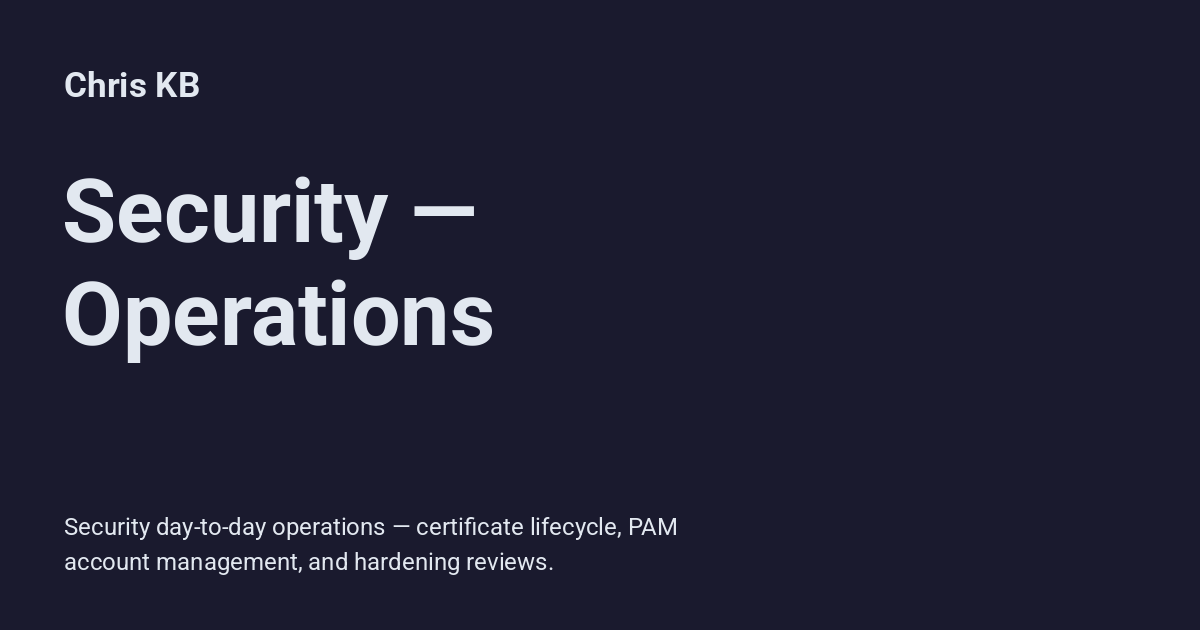 Chris KB
Security —
Operations
Security day-to-day operations — certificate lifecycle, PAM
account management, and hardening reviews.